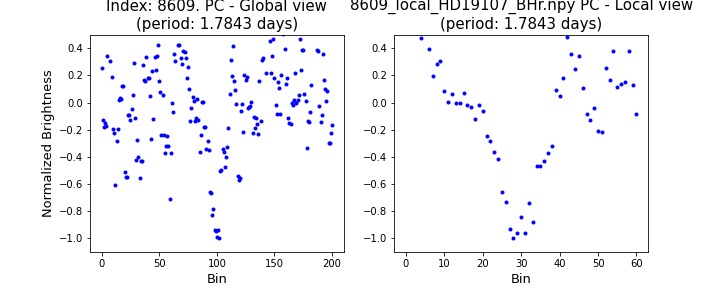 Index: 8609. PC - Global view
(period: 1.7843 days)
8609_local_HD19107_BHr.npy PC - Local view
(period: 1.7843 days)
Normalized Brightness
0.4
0.2
0.0
−0.2
−0.4
−0.6
−0.8
−1.0
0 50 100 150 200
Bin
0.4
0.2
0.0
−0.2
−0.4
−0.6
−0.8
−1.0
0 10 20 30 40 50 60
Bin